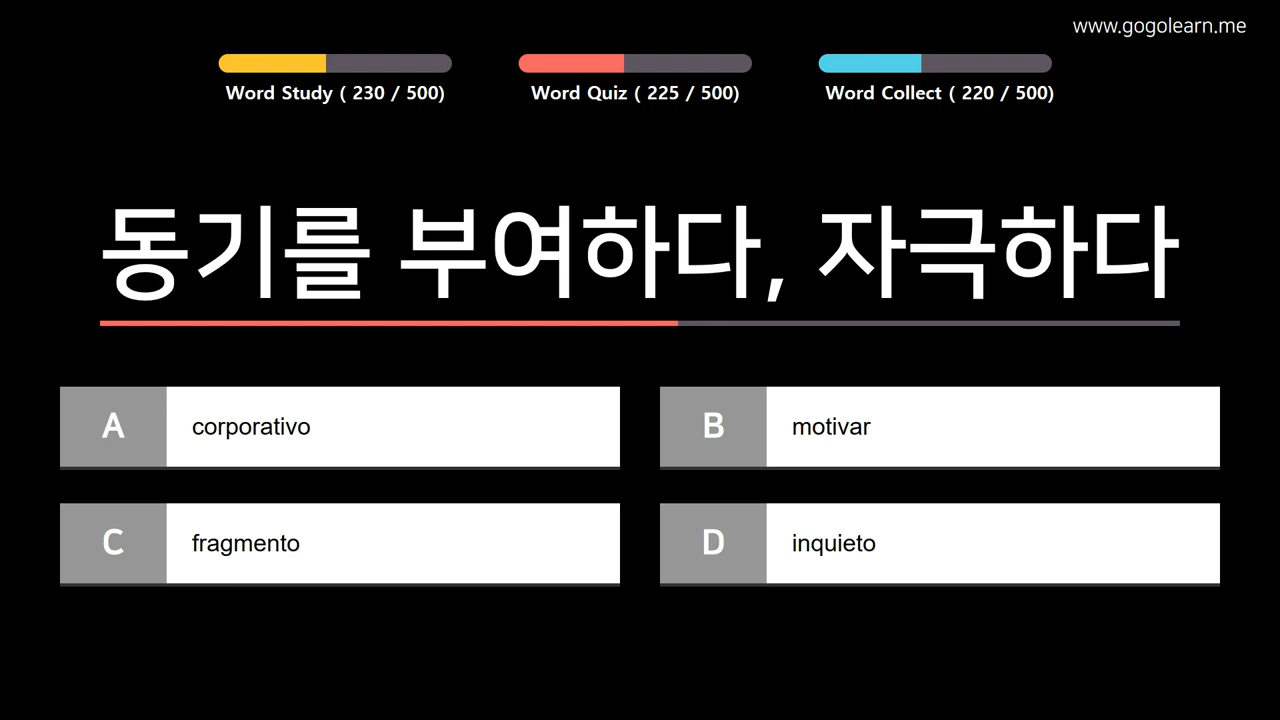 www.gogolearn.me
Word Study ( 230 / 500)
Word Quiz ( 225 / 500)
Word Collect ( 220 / 500)
동기를 부여하다, 자극하다
A corporativo
B motivar
C fragmento
D inquieto